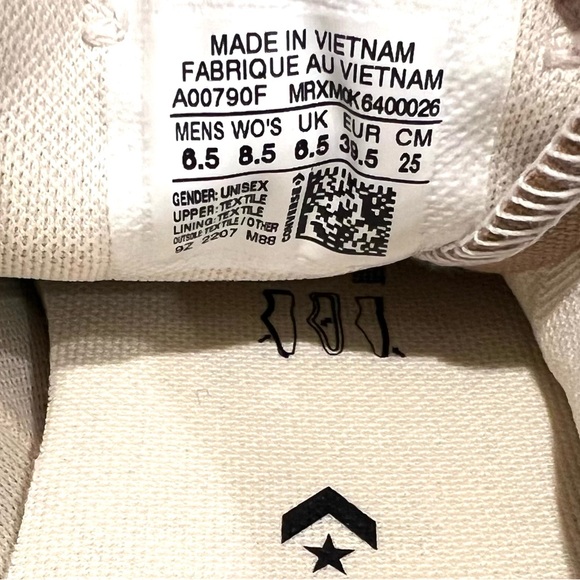 MADE IN VIETNAM
FABRIQUE AU VIETNAM
A00790F MRXM0K6400026
MENS WO'S UK EUR CM
6.5 8.5 6.5 39.5 25
GENDER: UNISEX
UPPER: TEXTILE
LINING: TEXTILE
OUTSOLE TEXTILE/OTHER
9Z 2207 M88
CONVERSE